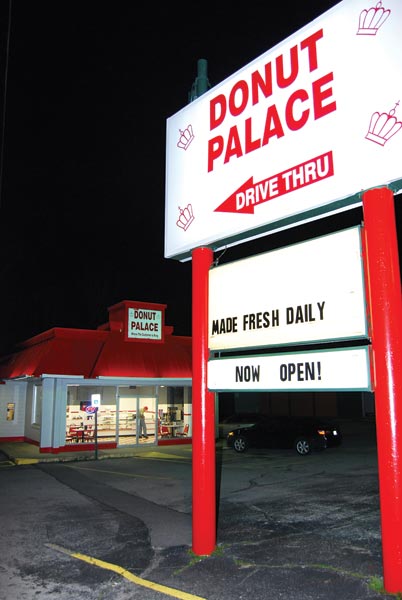 DONUT
PALACE
DRIVE THRU
MADE FRESH DAILY
NOW OPEN!
DONUT
PALACE